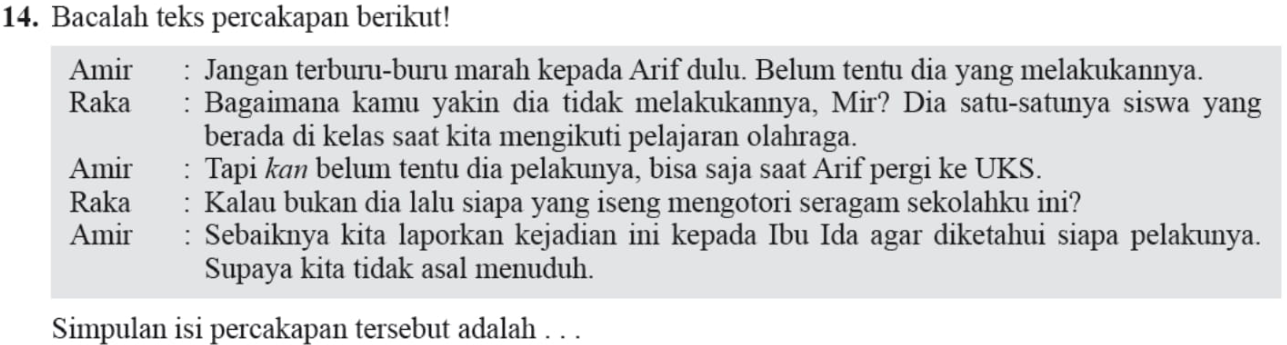 14. Bacalah teks percakapan berikut!
Amir : Jangan terburu-buru marah kepada Arif dulu. Belum tentu dia yang melakukannya.
Raka : Bagaimana kamu yakin dia tidak melakukannya, Mir? Dia satu-satunya siswa yang
berada di kelas saat kita mengikuti pelajaran olahraga.
Amir : Tapi kan belum tentu dia pelakunya, bisa saja saat Arif pergi ke UKS.
Raka : Kalau bukan dia lalu siapa yang iseng mengotori seragam sekolahku ini?
Amir : Sebaiknya kita laporkan kejadian ini kepada Ibu Ida agar diketahui siapa pelakunya.
Supaya kita tidak asal menuduh.
Simpulan isi percakapan tersebut adalah . . .